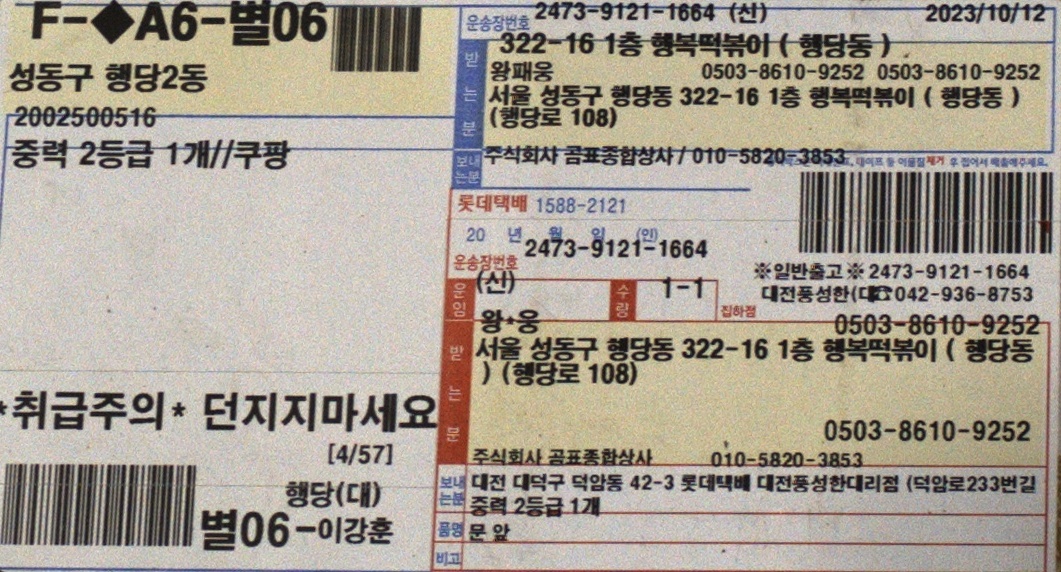 F-◆A6-별06
성동구 행당2동
2002500516
중력 2등급 1개//쿠팡
*취급주의* 던지지마세요
[4/57]
행당(대)
별06-이강훈
운송장번호 2473-9121-1664 (신) 2023/10/12
받는분
322-16 1층 행복떡볶이 ( 행당동 )
왕패웅 0503-8610-9252 0503-8610-9252
서울 성동구 행당동 322-16 1층 행복떡볶이 ( 행당동 )
(행당로 108)
보내는분 주식회사 곰표종합상사 / 010-5820-3853
테이프 등 이물질 제거 후 접어서 배출해주세요.
롯데택배 1588-2121
20 년 월 일 (인)
운송장번호 2473-9121-1664
(신)
※일반출고※2473-9121-1664
운임 수량 1-1 집하점
대전풍성한(대☎:042-936-8753
받는분
왕*웅 0503-8610-9252
서울 성동구 행당동 322-16 1층 행복떡볶이 ( 행당동
) (행당로 108)
0503-8610-9252
주식회사 곰표종합상사 010-5820-3853
보내는분 대전 대덕구 덕암동 42-3 롯데택배 대전풍성한대리점 (덕암로233번길
중력 2등급 1개
품명 문 앞
비고